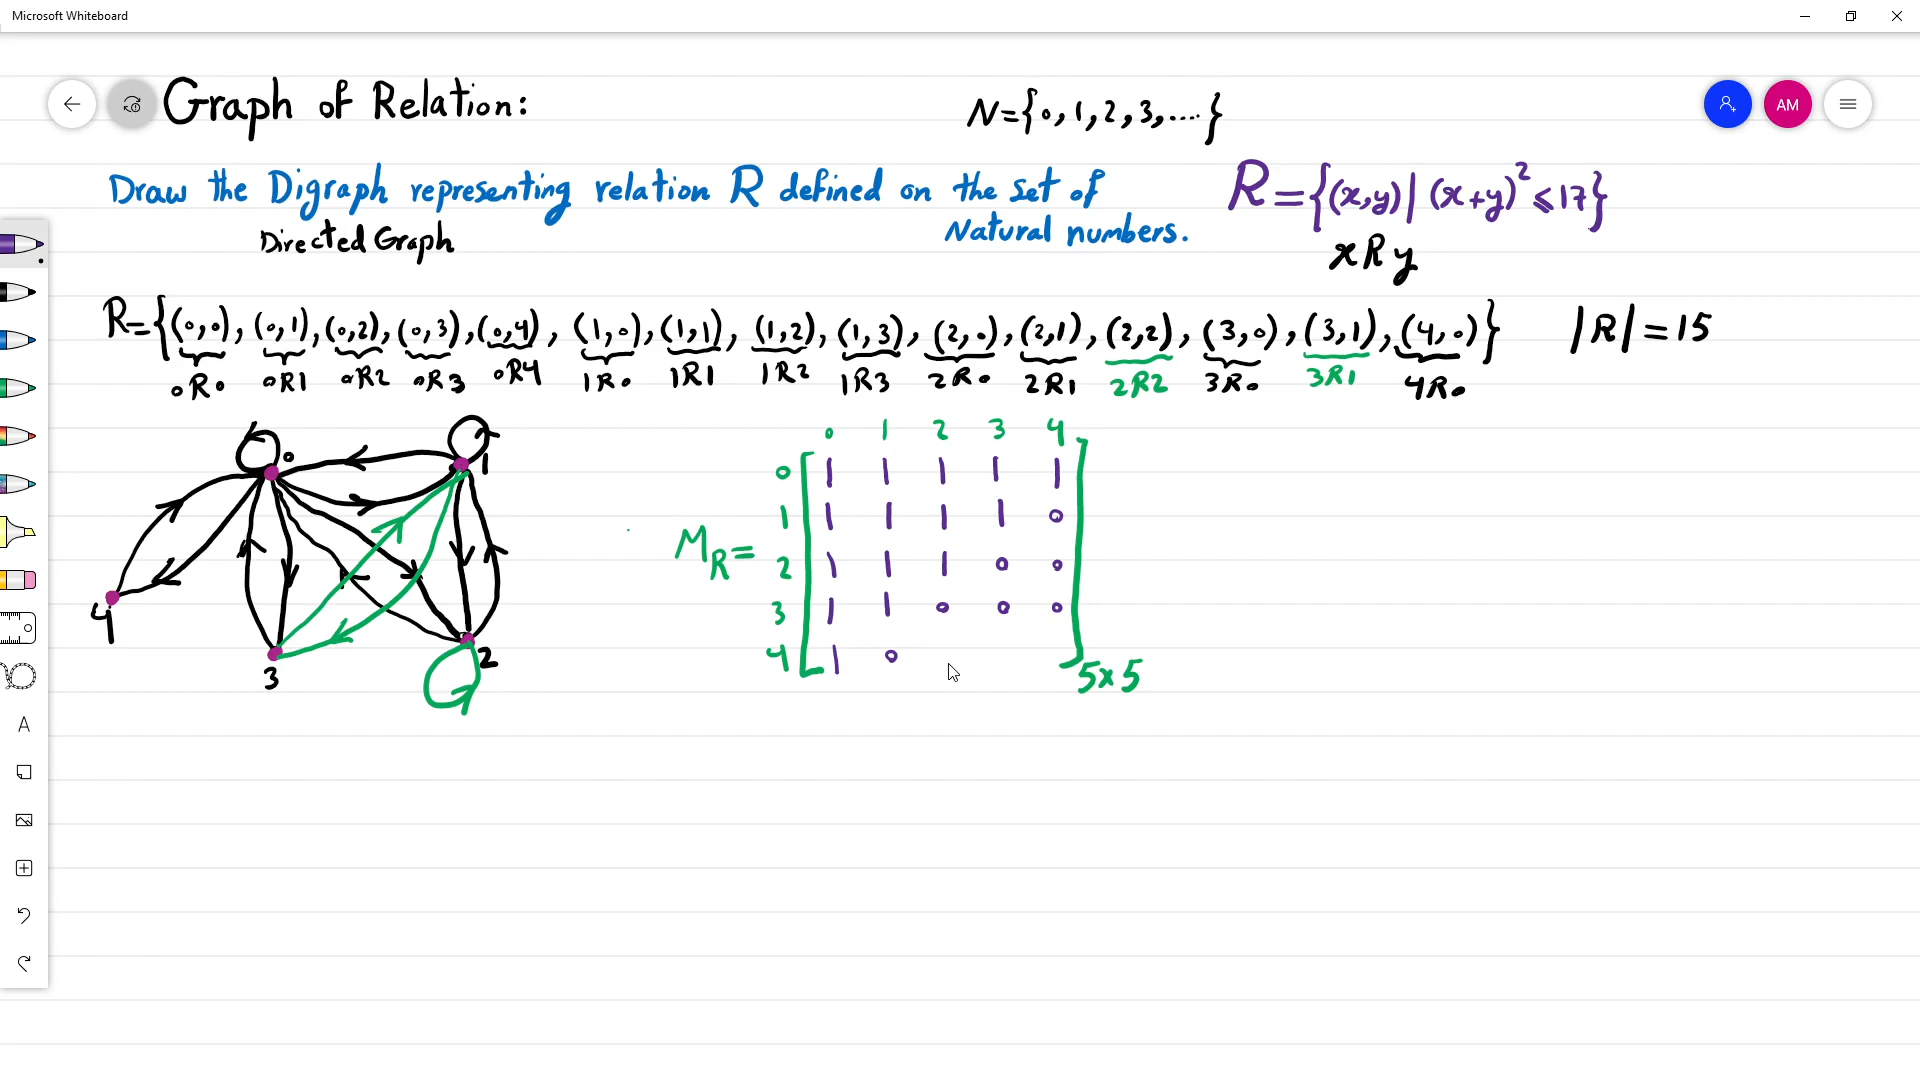 Microsoft Whiteboard
Graph of Relation:
N={0,1,2,3,....}
AM
Draw the Digraph representing relation R defined on the set of
Natural numbers.
Directed Graph
R={(x,y)|(x+y)²≤17}
xRy
R={(0,0),(0,1),(0,2),(0,3),(0,4),(1,0),(1,1),(1,2),(1,3),(2,0),(2,1),(2,2),(3,0),(3,1),(4,0)}
|R|=15
0R0 0R1 0R2 0R3 0R4 1R0 1R1 1R2 1R3 2R0 2R1 2R2 3R0 3R1 4R0
0 1
4
3 2
M_R=
0 1 2 3 4
0 1 1 1 1 1
1 1 1 1 1 0
2 1 1 1 0 0
3 1 1 0 0 0
4 1 0
5x5
A